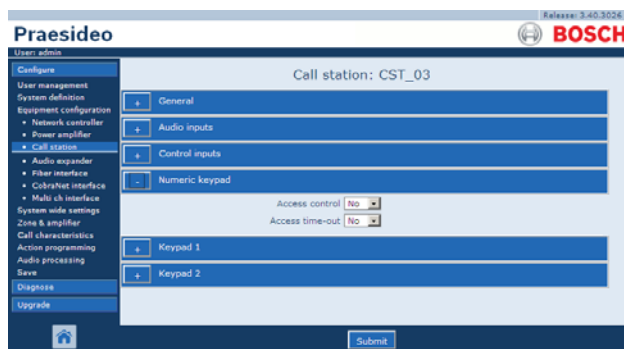 Release: 3.40.3026
Praesideo
BOSCH
User: admin
Configure
User management
System definition
Equipment configuration
• Network controller
• Power amplifier
• Call station
• Audio expander
• Fiber interface
• CobraNet interface
• Multi ch interface
System wide settings
Zone & amplifier
Call characteristics
Action programming
Audio processing
Save
Diagnose
Upgrade
Call station: CST_03
+ General
+ Audio inputs
+ Control inputs
- Numeric keypad
Access control No
Access time-out No
+ Keypad 1
+ Keypad 2
Submit